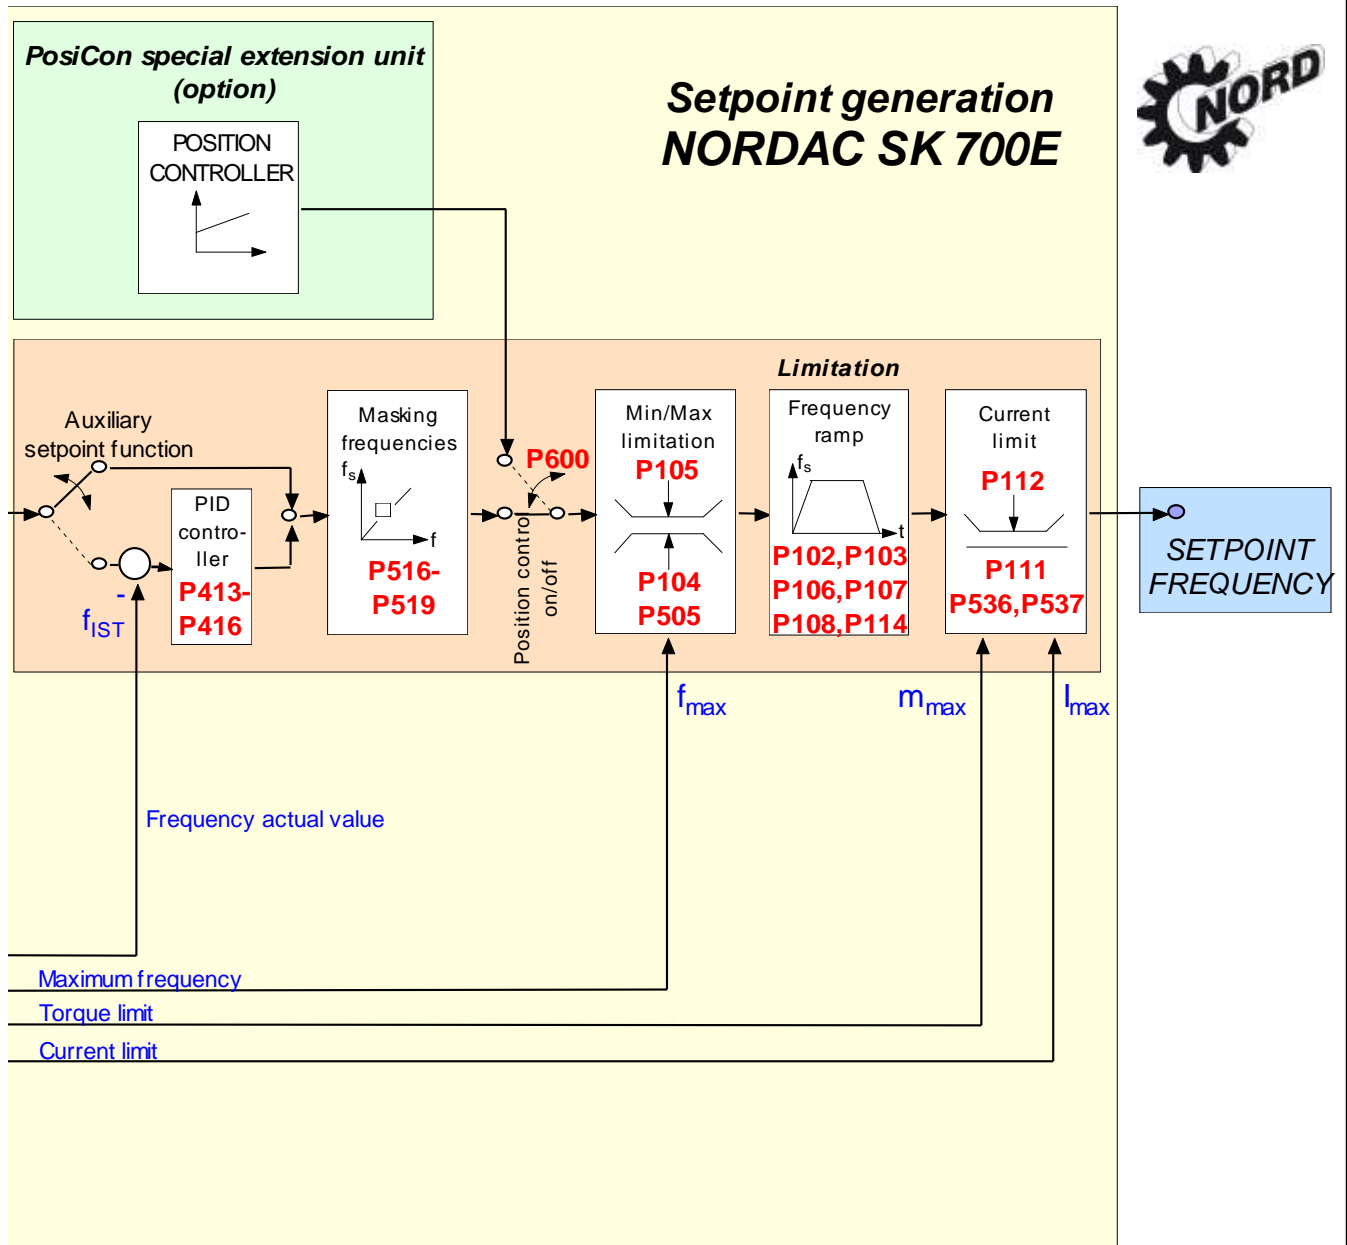 PosiCon special extension unit
(option)
POSITION
CONTROLLER
Setpoint generation
NORDAC SK 700E
NORD
Limitation
Auxiliary
setpoint function
PID
contro-
ller
P413-
P416
-
fIST
Masking
frequencies
fs
f
P516-
P519
P600
Position control
on/off
Min/Max
limitation
P105
P104
P505
Frequency
ramp
fs
t
P102,P103
P106,P107
P108,P114
Current
limit
P112
P111
P536,P537
SETPOINT
FREQUENCY
fmax
mmax
Imax
Frequency actual value
Maximum frequency
Torque limit
Current limit